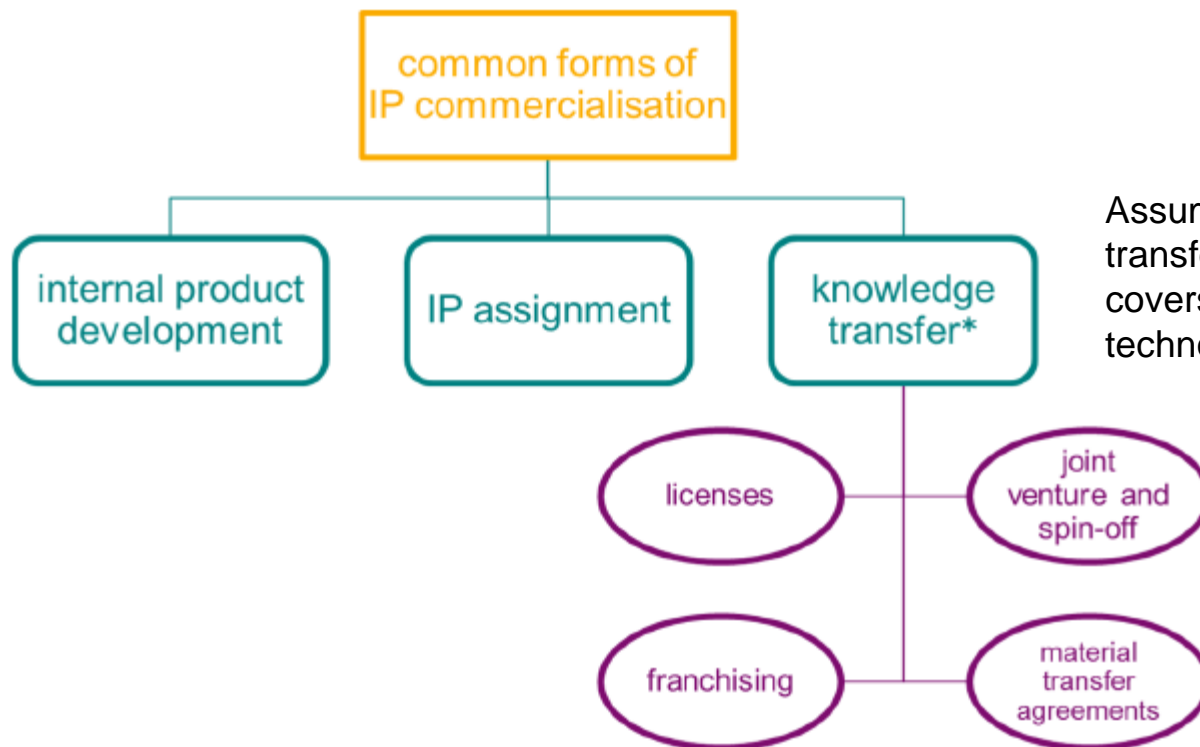 common forms of
IP commercialisation
internal product
development
IP assignment
knowledge
transfer*
licenses
joint
venture and
spin-off
franchising
material
transfer
agreements